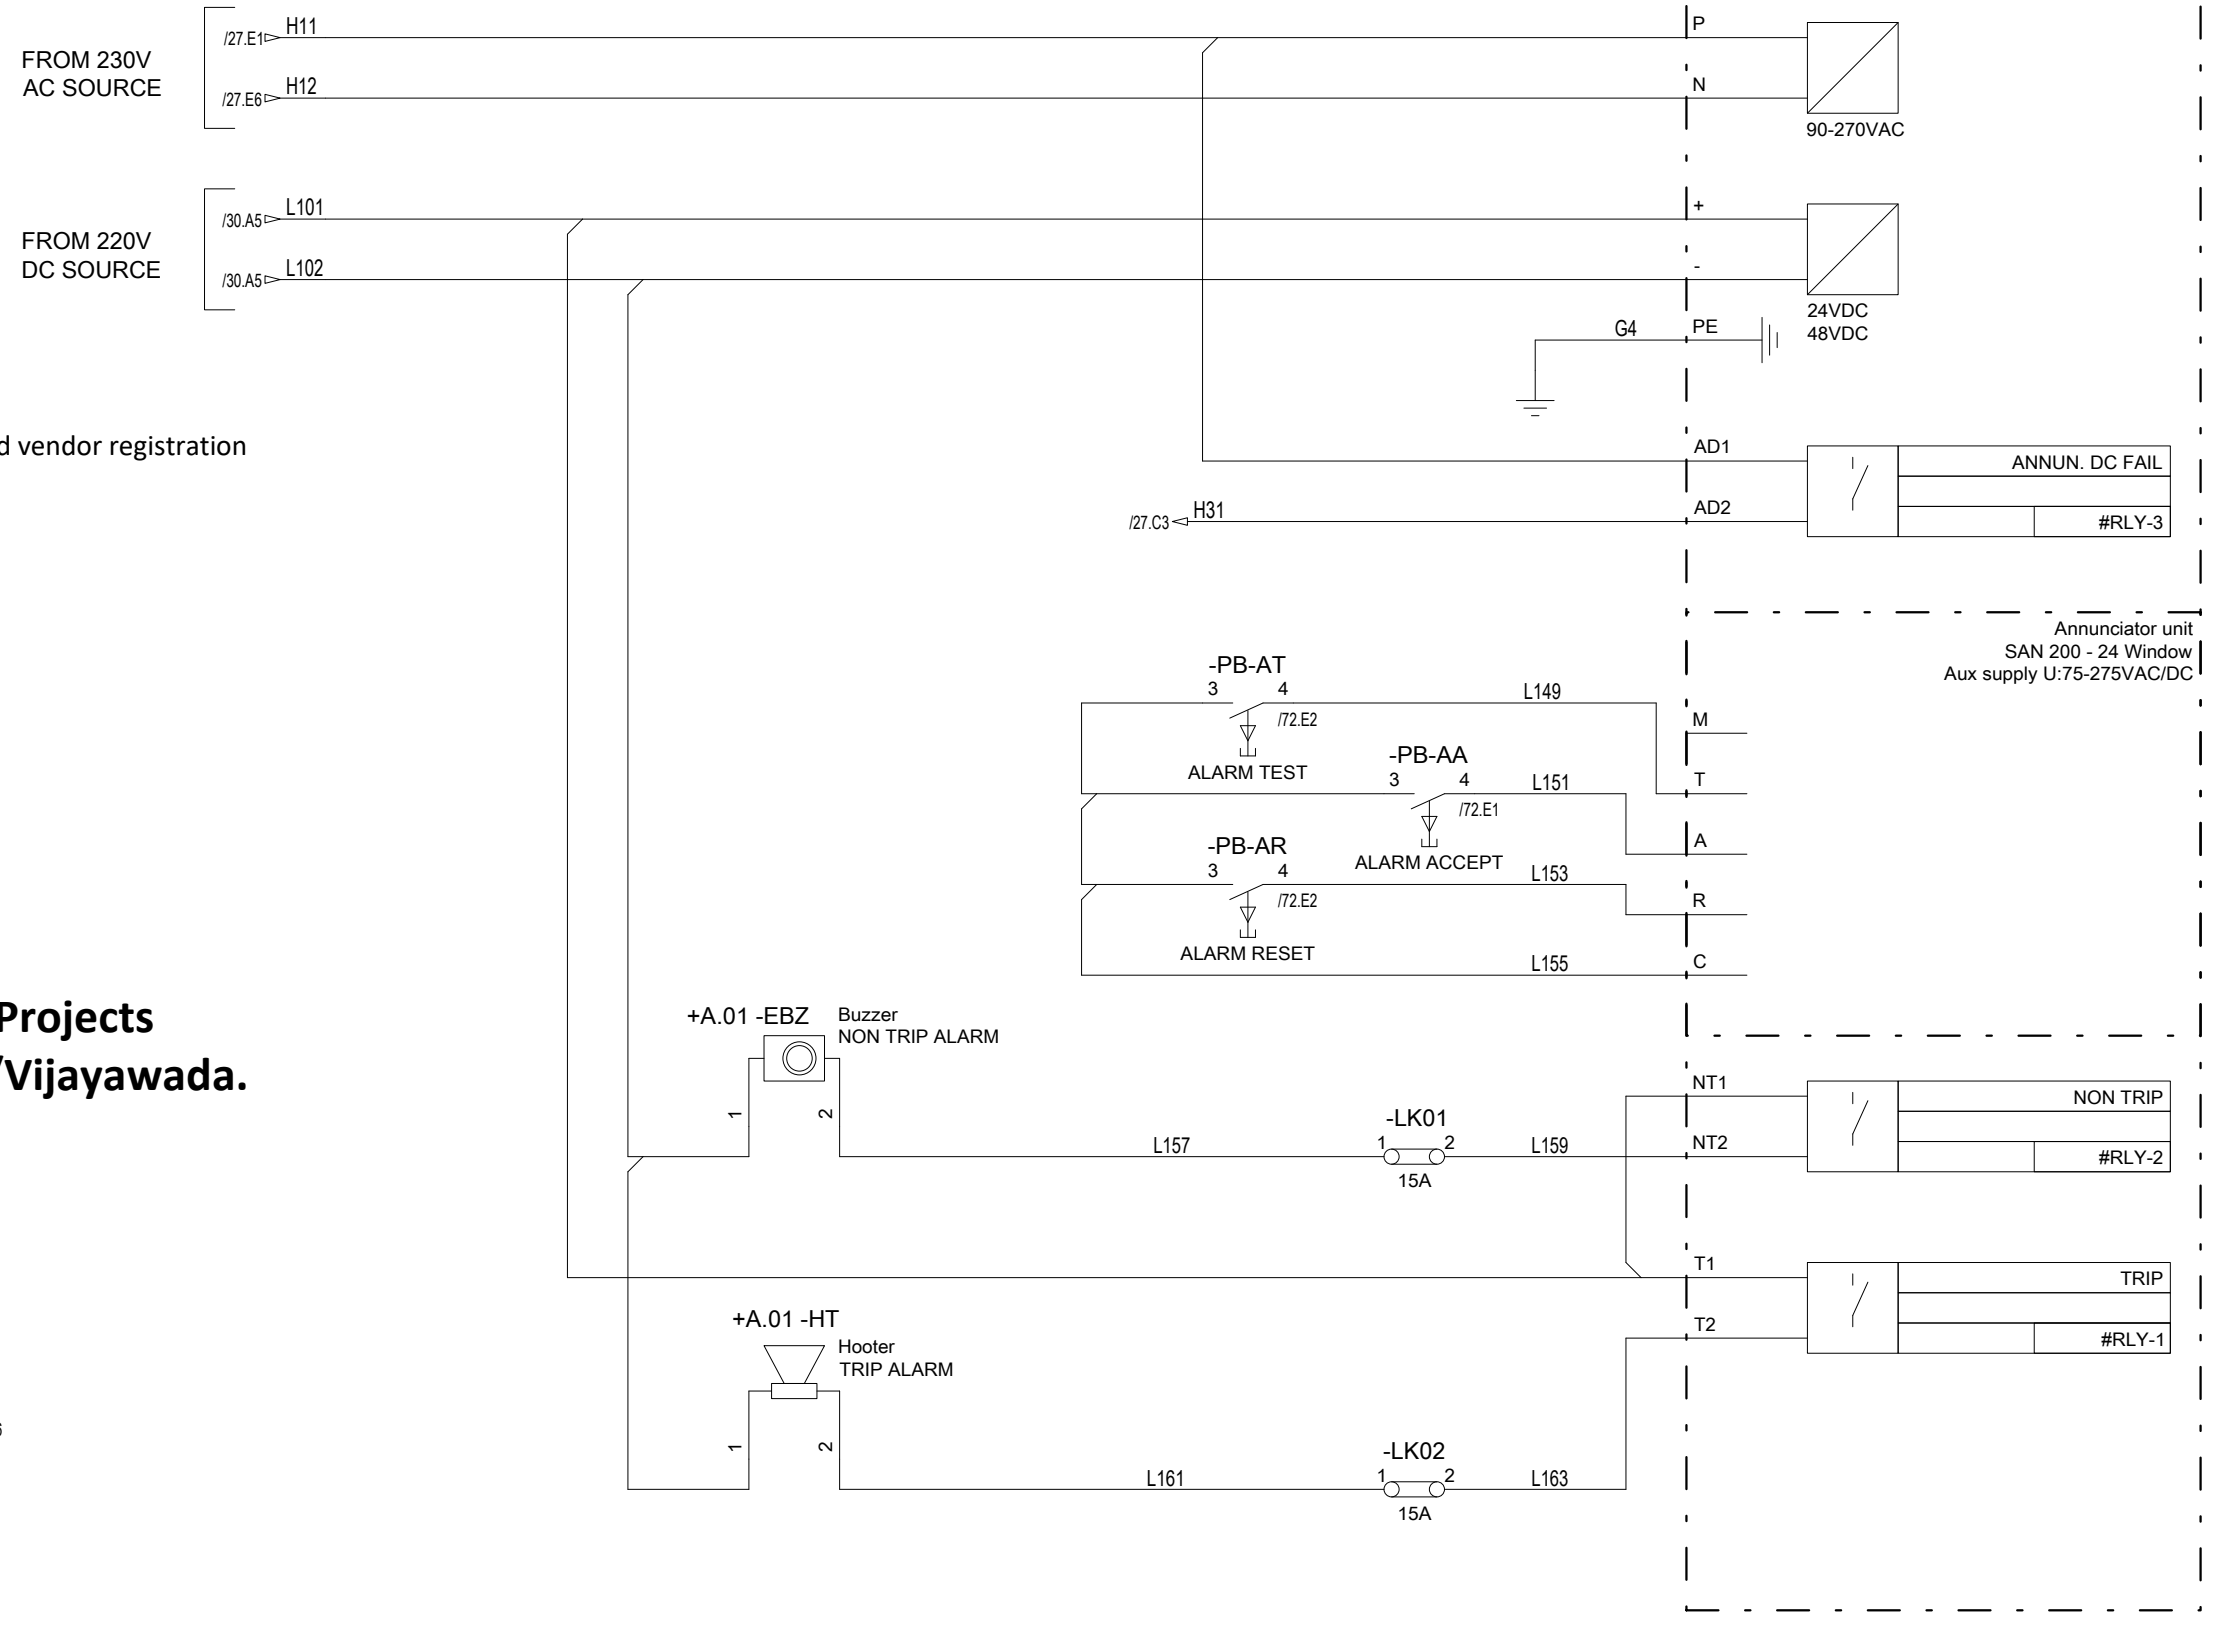 FROM 230V
AC SOURCE
/27.E1
H11
P
/27.E6
H12
N
90-270VAC
FROM 220V
DC SOURCE
/30.A5
L101
+
/30.A5
L102
-
24VDC
48VDC
G4
PE
d vendor registration
AD1
ANNUN. DC FAIL
/27.C3
H31
AD2
#RLY-3
Annunciator unit
SAN 200 - 24 Window
Aux supply U:75-275VAC/DC
-PB-AT
3 4
/72.E2
L149
ALARM TEST
M
-PB-AA
3 4
/72.E1
L151
ALARM ACCEPT
T
-PB-AR
3 4
/72.E2
L153
ALARM RESET
A
R
L155
C
Projects
/Vijayawada.
+A.01 -EBZ
Buzzer
NON TRIP ALARM
1 2
L157
-LK01
1 2
15A
L159
NT1
NON TRIP
NT2
#RLY-2
T1
TRIP
+A.01 -HT
Hooter
TRIP ALARM
T2
#RLY-1
1 2
L161
-LK02
1 2
15A
L163